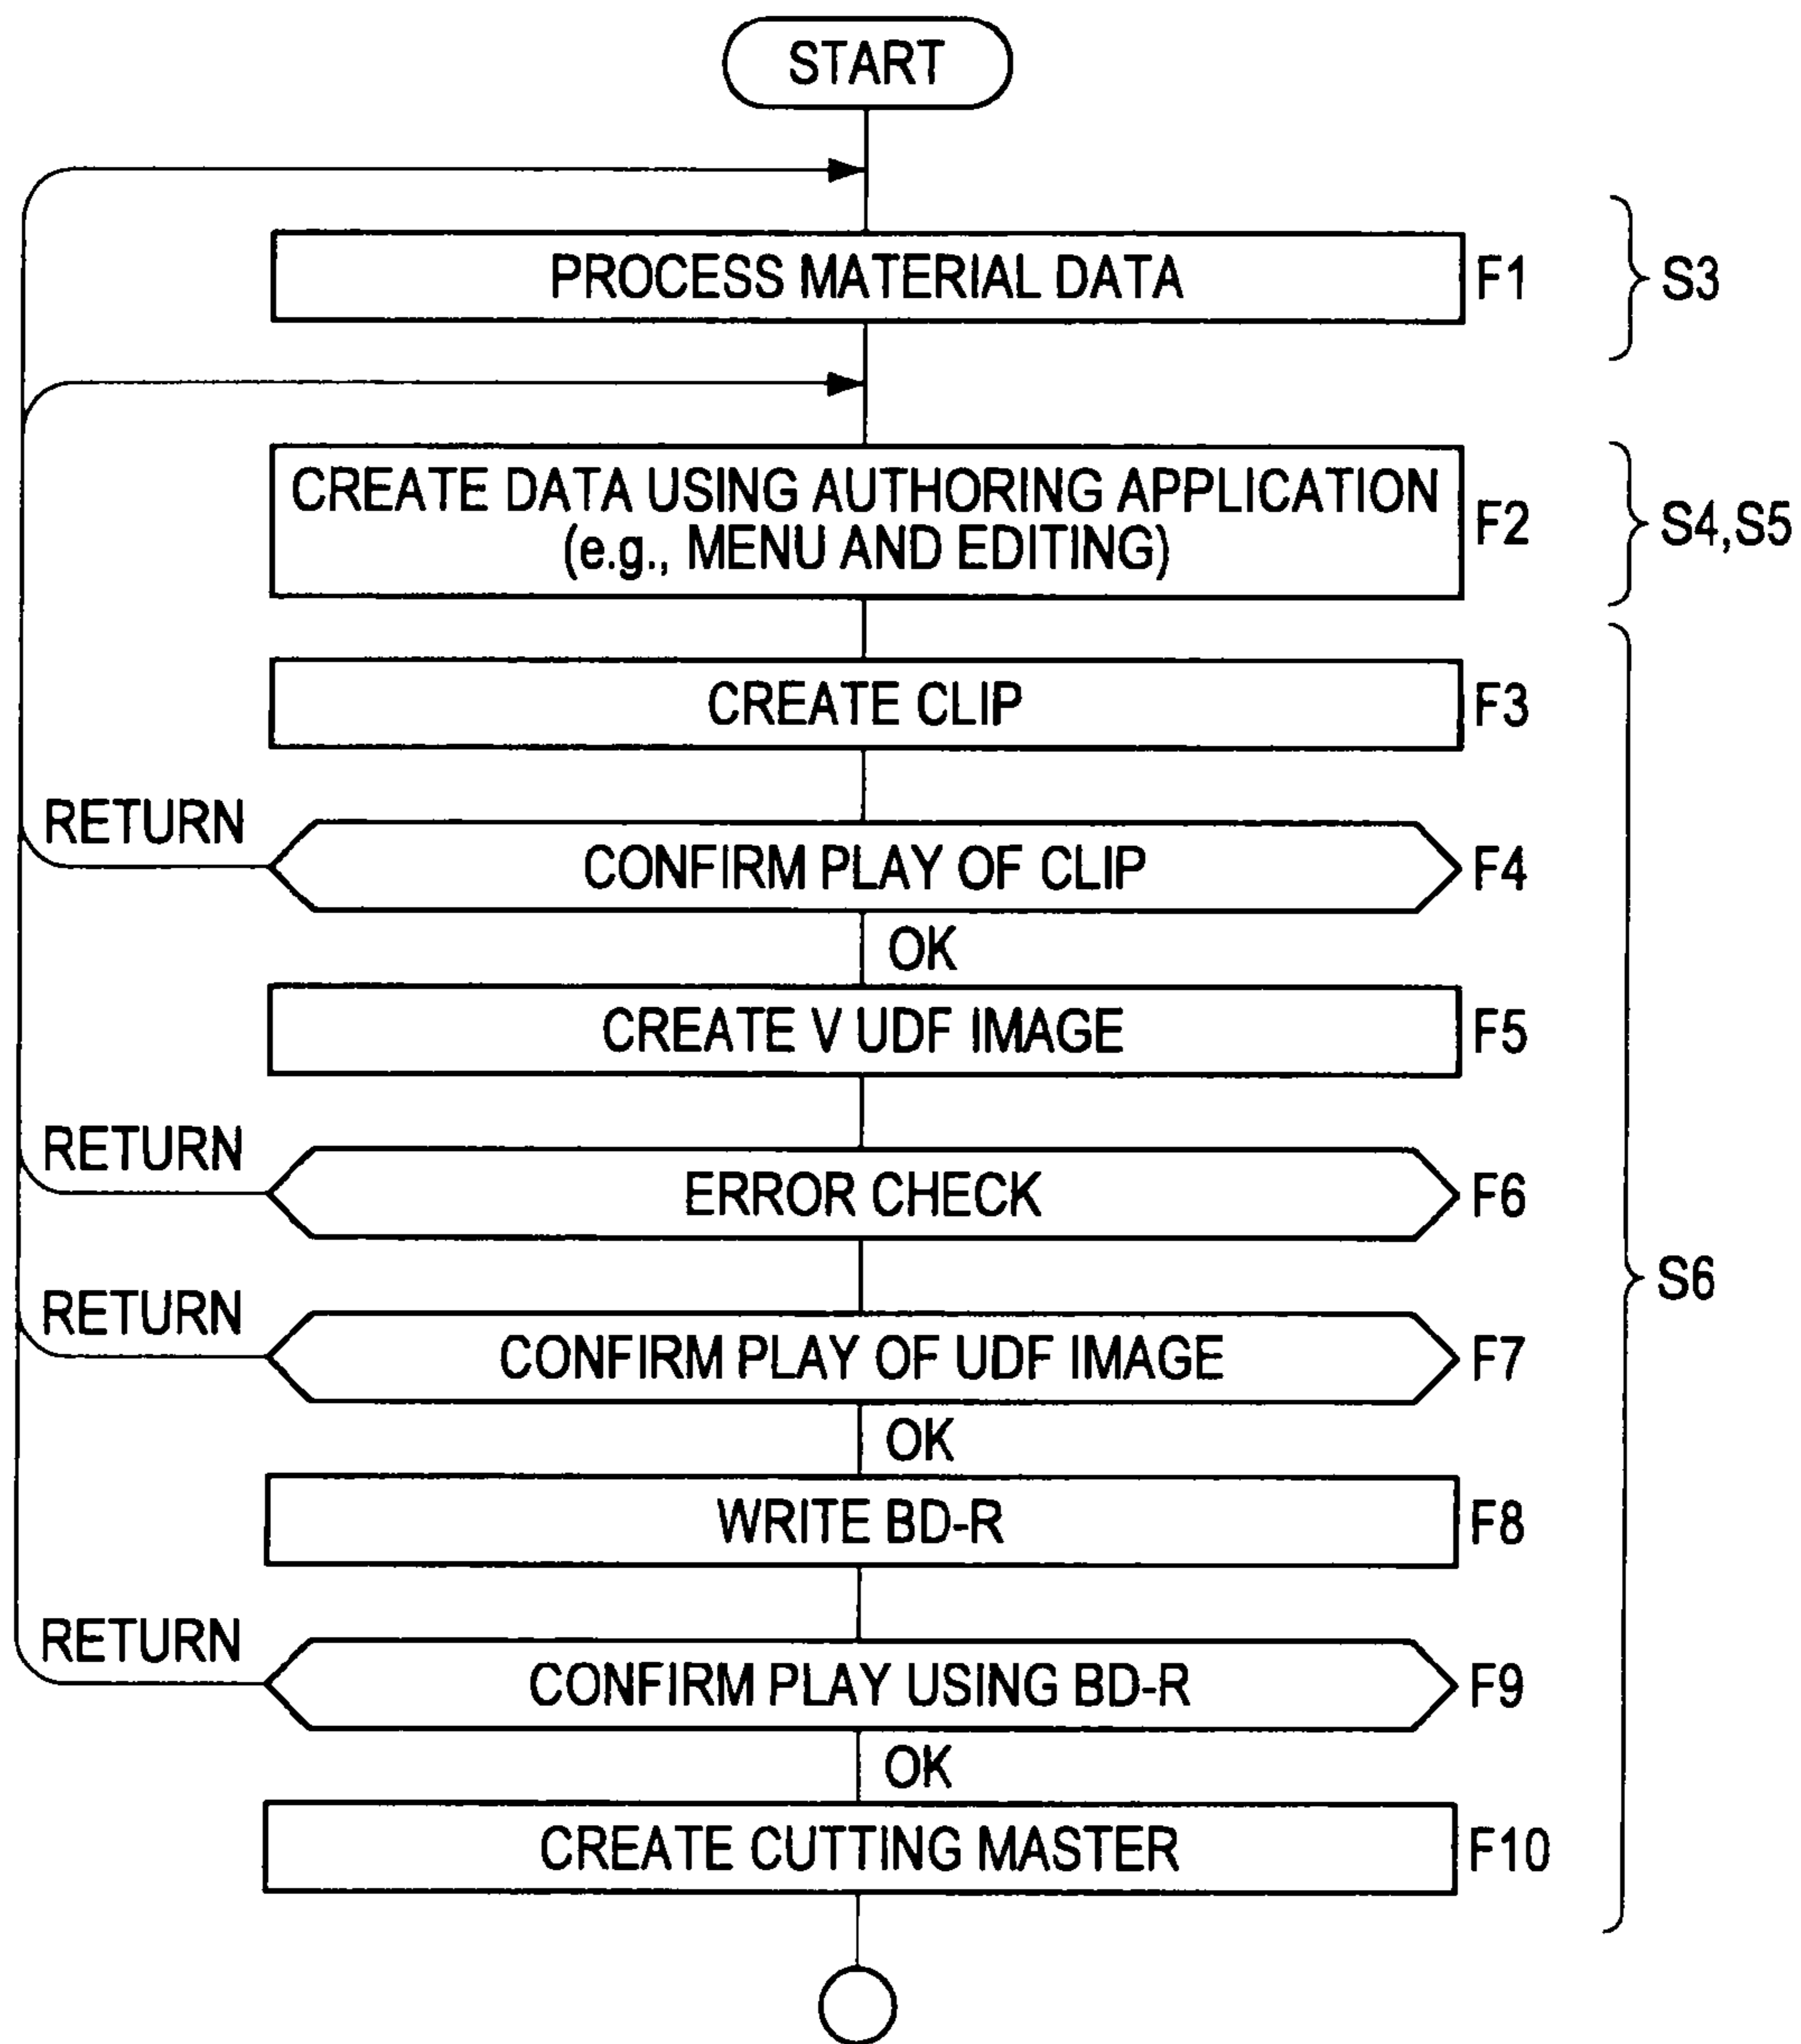 START
PROCESS MATERIAL DATA F1
S3
CREATE DATA USING AUTHORING APPLICATION
(e.g., MENU AND EDITING)
F2
S4,S5
CREATE CLIP F3
RETURN
CONFIRM PLAY OF CLIP F4
OK
CREATE V UDF IMAGE F5
RETURN
ERROR CHECK F6
S6
RETURN
CONFIRM PLAY OF UDF IMAGE F7
OK
WRITE BD-R F8
RETURN
CONFIRM PLAY USING BD-R F9
OK
CREATE CUTTING MASTER F10